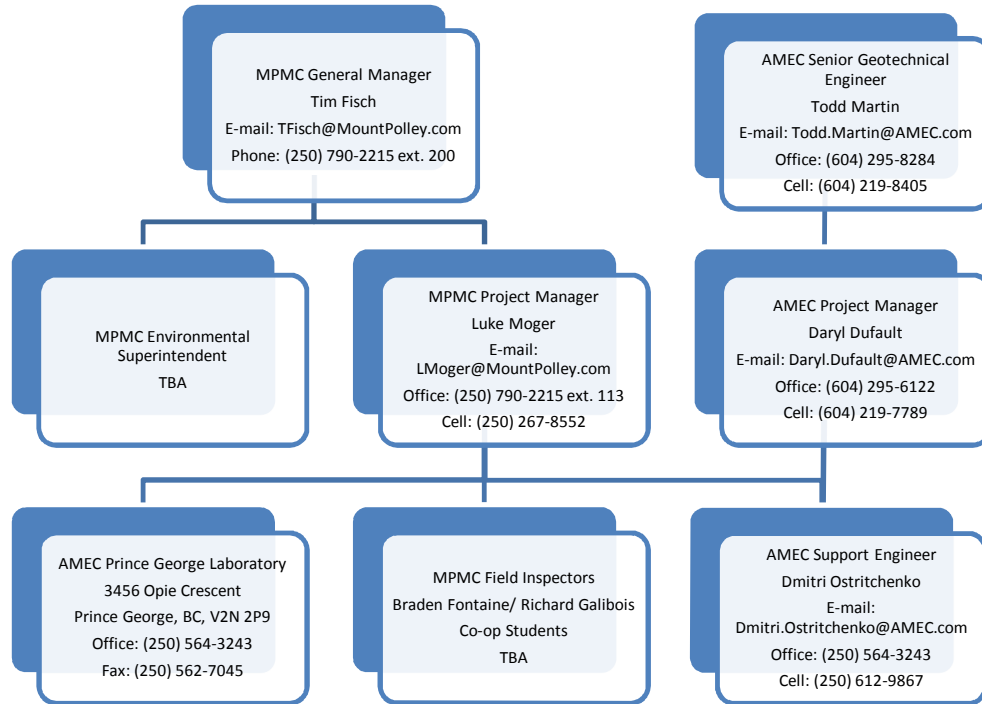 MPMC General Manager
Tim Fisch
E-mail: TFisch@MountPolley.com
Phone: (250) 790-2215 ext. 200
AMEC Senior Geotechnical
Engineer
Todd Martin
E-mail: Todd.Martin@AMEC.com
Office: (604) 295-8284
Cell: (604) 219-8405
MPMC Environmental
Superintendent
TBA
MPMC Project Manager
Luke Moger
E-mail:
LMoger@MountPolley.com
Office: (250) 790-2215 ext. 113
Cell: (250) 267-8552
AMEC Project Manager
Daryl Dufault
E-mail: Daryl.Dufault@AMEC.com
Office: (604) 295-6122
Cell: (604) 219-7789
AMEC Prince George Laboratory
3456 Opie Crescent
Prince George, BC, V2N 2P9
Office: (250) 564-3243
Fax: (250) 562-7045
MPMC Field Inspectors
Braden Fontaine/ Richard Galibois
Co-op Students
TBA
AMEC Support Engineer
Dmitri Ostritchenko
E-mail:
Dmitri.Ostritchenko@AMEC.com
Office: (250) 564-3243
Cell: (250) 612-9867